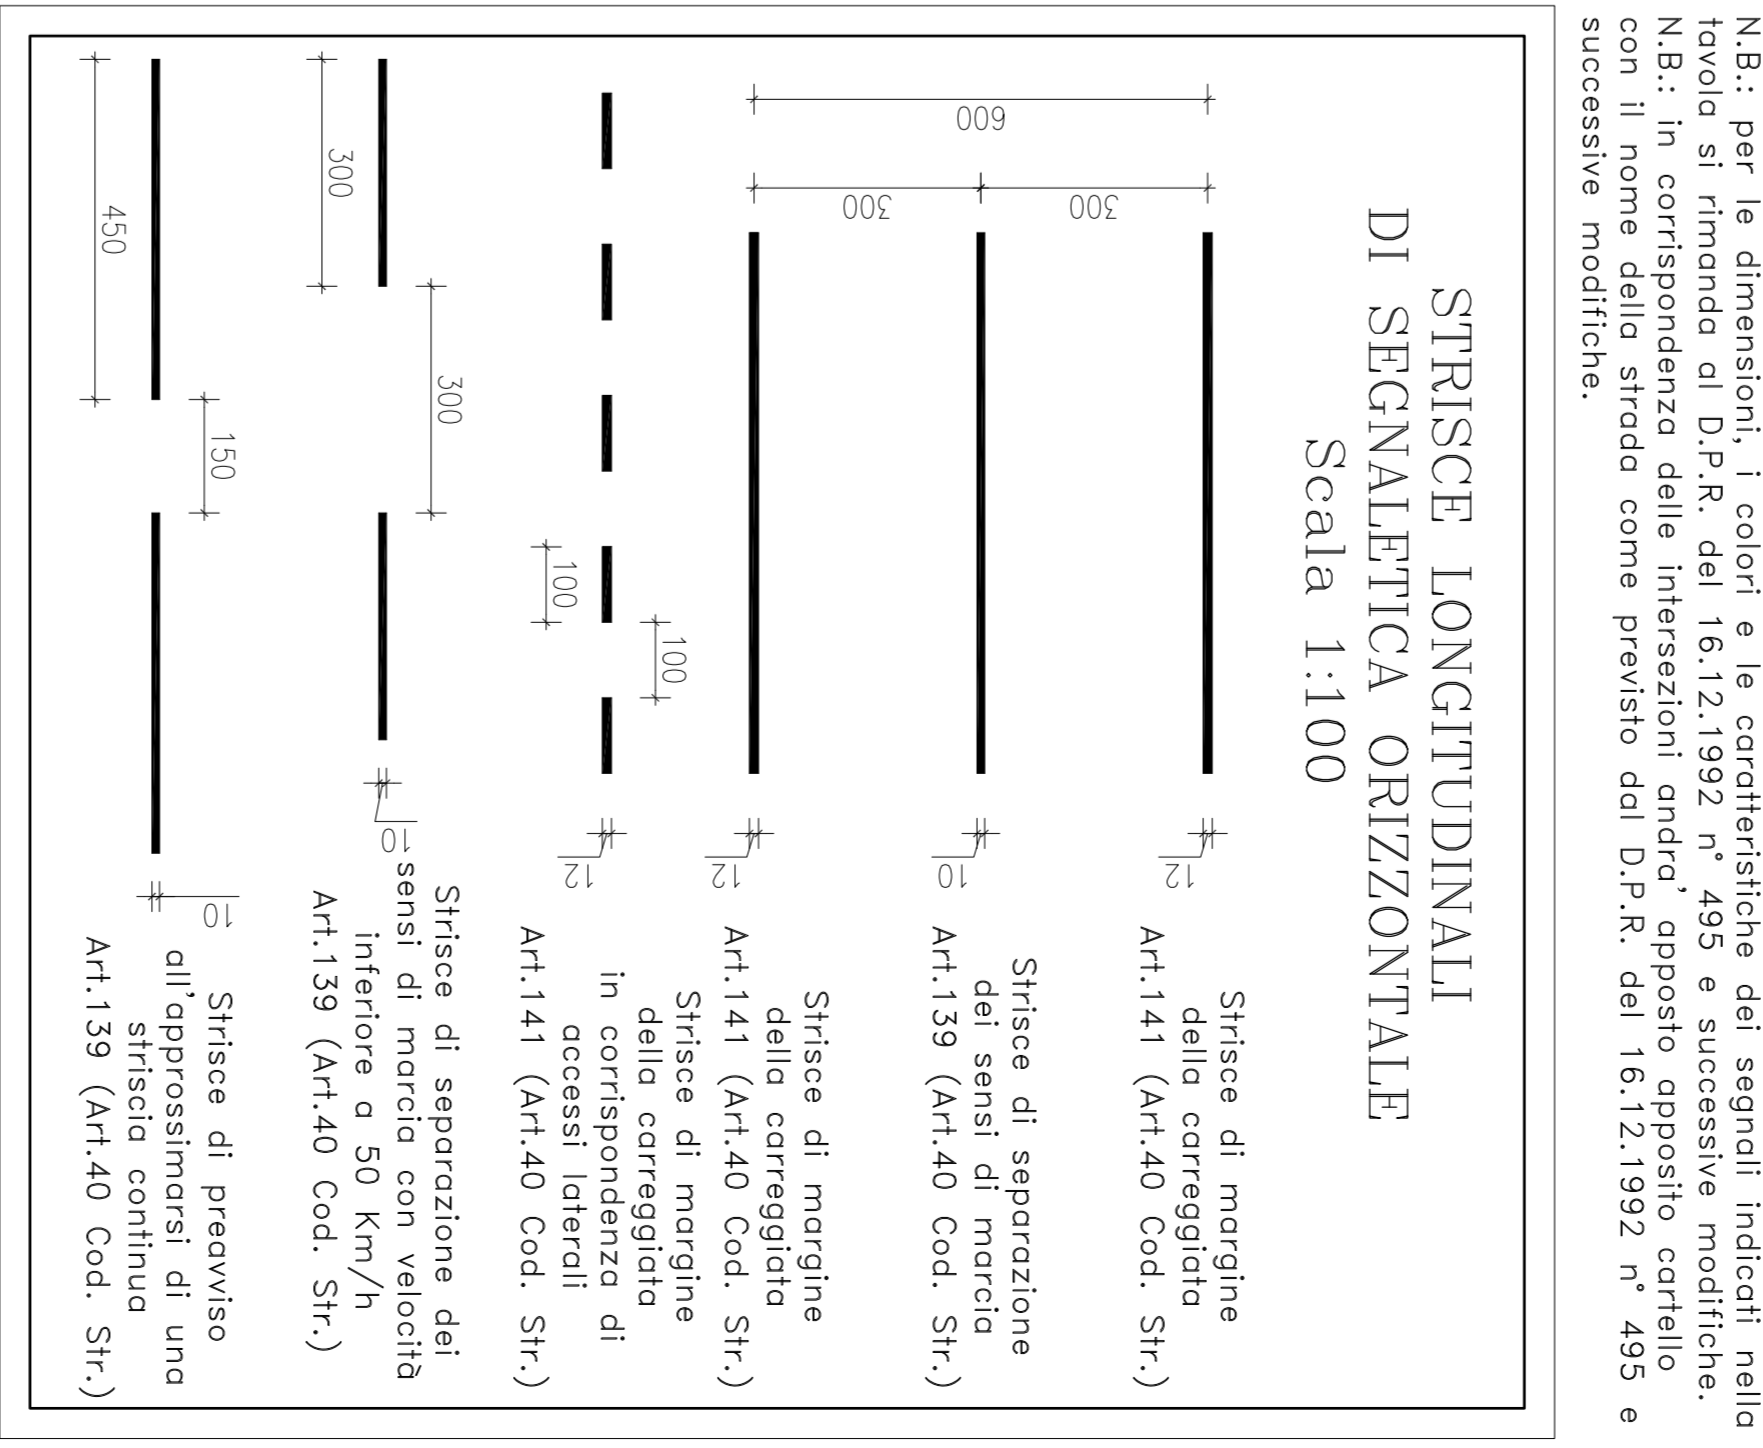 N.B.: per le dimensioni, i colori e le caratteristiche dei segnali indicati nella
tavola si rimanda al D.P.R. del 16.12.1992 n° 495 e successive modifiche.
N.B.: in corrispondenza delle intersezioni andra' apposto apposito cartello
con il nome della strada come previsto dal D.P.R. del 16.12.1992 n° 495 e
successive modifiche.
STRISCE LONGITUDINALI
DI SEGNALETICA ORIZZONTALE
Scala 1:100
600
300
300
12
Strisce di margine
della carreggiata
Art.141 (Art.40 Cod. Str.)
10
Strisce di separazione
dei sensi di marcia
Art.139 (Art.40 Cod. Str.)
12
Strisce di margine
della carreggiata
Art.141 (Art.40 Cod. Str.)
100
100
12
Strisce di margine
della carreggiata
in corrispondenza di
accessi laterali
Art.141 (Art.40 Cod. Str.)
300
300
10
Strisce di separazione dei
sensi di marcia con velocità
inferiore a 50 Km/h
Art.139 (Art.40 Cod. Str.)
150
450
10
Strisce di preavviso
all'approssimarsi di una
striscia continua
Art.139 (Art.40 Cod. Str.)